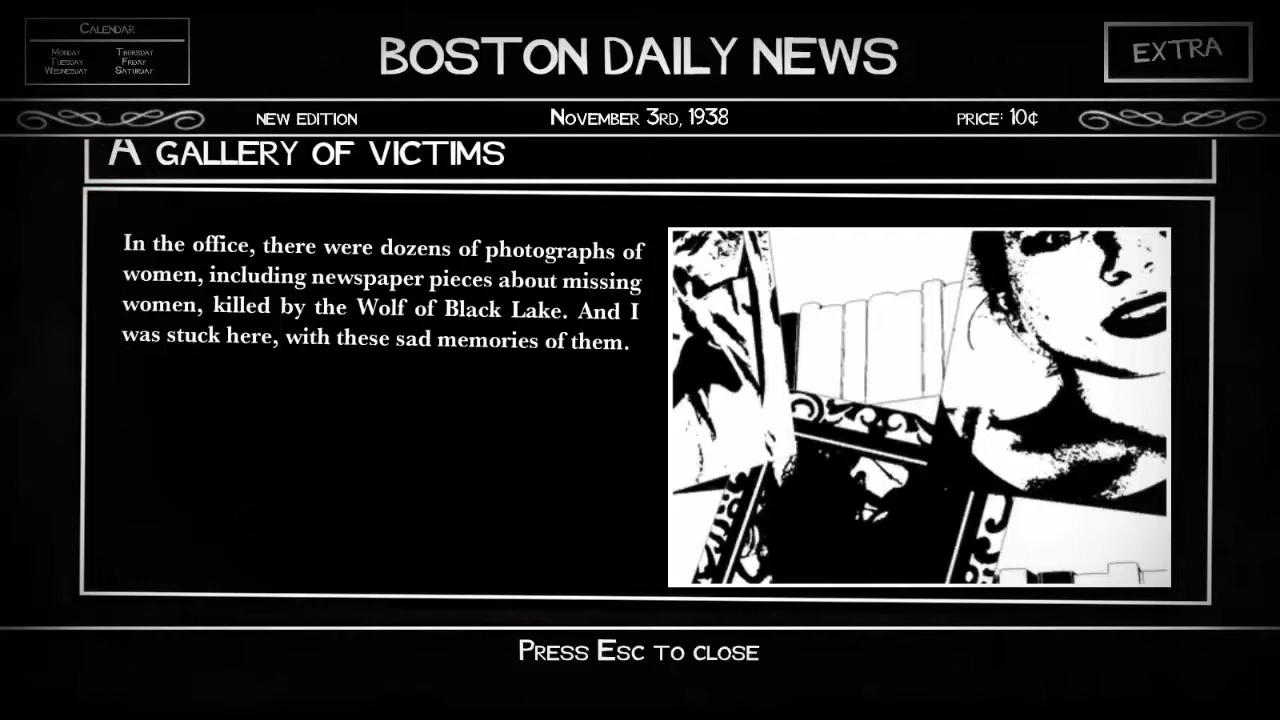 CALENDAR
MONDAY THURSDAY
TUESDAY FRIDAY
WEDNESDAY SATURDAY
BOSTON DAILY NEWS
EXTRA
NEW EDITION NOVEMBER 3RD, 1938 PRICE: 10¢
A GALLERY OF VICTIMS
In the office, there were dozens of photographs of
women, including newspaper pieces about missing
women, killed by the Wolf of Black Lake. And I
was stuck here, with these sad memories of them.
PRESS ESC TO CLOSE